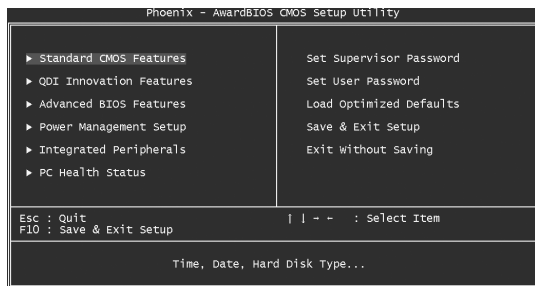 Phoenix - AwardBIOS CMOS Setup Utility
▶ Standard CMOS Features
▶ QDI Innovation Features
▶ Advanced BIOS Features
▶ Power Management Setup
▶ Integrated Peripherals
▶ PC Health Status
Set Supervisor Password
Set User Password
Load Optimized Defaults
Save & Exit Setup
Exit Without Saving
Esc : Quit
F10 : Save & Exit Setup
↑ ↓ → ← : Select Item
Time, Date, Hard Disk Type...